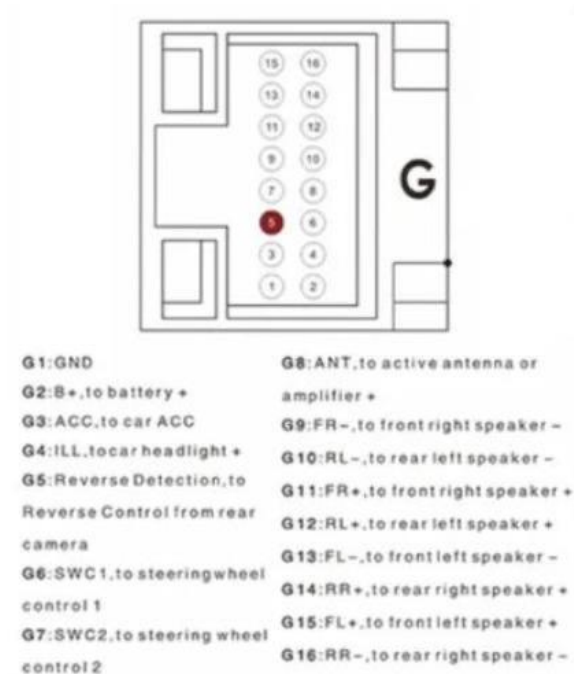 15 16
13 14
11 12
9 10
7 8
5 6
3 4
1 2
G
G1:GND
G2:B+,to battery +
G3:ACC,to car ACC
G4:ILL,tocar headlight +
G5:Reverse Detection,to
Reverse Control from rear
camera
G6:SWC1,to steeringwheel
control 1
G7:SWC2,to steering wheel
control 2
G8:ANT,to active antenna or
amplifier +
G9:FR-,to front right speaker -
G10:RL-,to rear left speaker -
G11:FR+,to front right speaker +
G12:RL+,to rear left speaker +
G13:FL-,to front left speaker -
G14:RR+,to rear right speaker +
G15:FL+,to front left speaker +
G16:RR-,to rear right speaker -